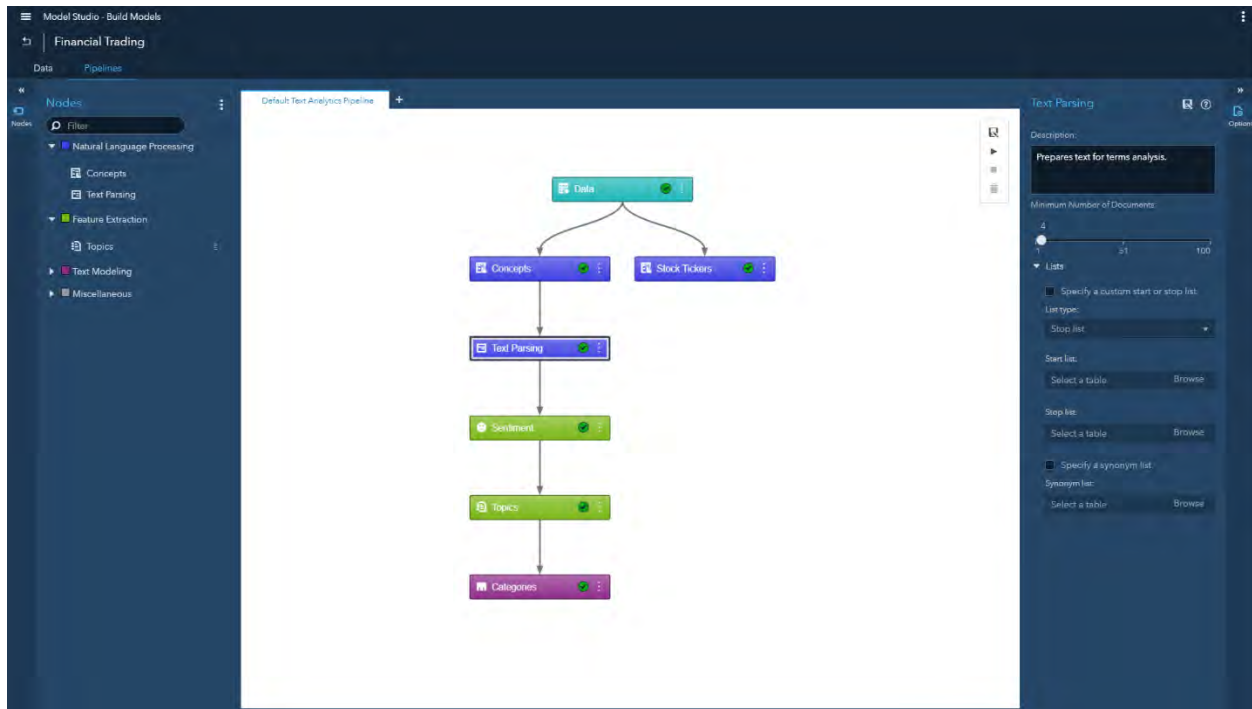 Model Studio - Build Models
Financial Trading
Data
Pipelines
Nodes
Nodes
Filter
Natural Language Processing
Concepts
Text Parsing
Feature Extraction
Topics
Text Modeling
Miscellaneous
Default Text Analytics Pipeline
+
Data
Concepts
Stock Tickers
Text Parsing
Sentiment
Topics
Categories
Text Parsing
Options
Description:
Prepares text for terms analysis.
Minimum Number of Documents:
4
1
51
100
Lists
Specify a custom start or stop list
List type:
Stop list
Start list:
Select a table
Browse
Stop list:
Select a table
Browse
Specify a synonym list
Synonym list:
Select a table
Browse